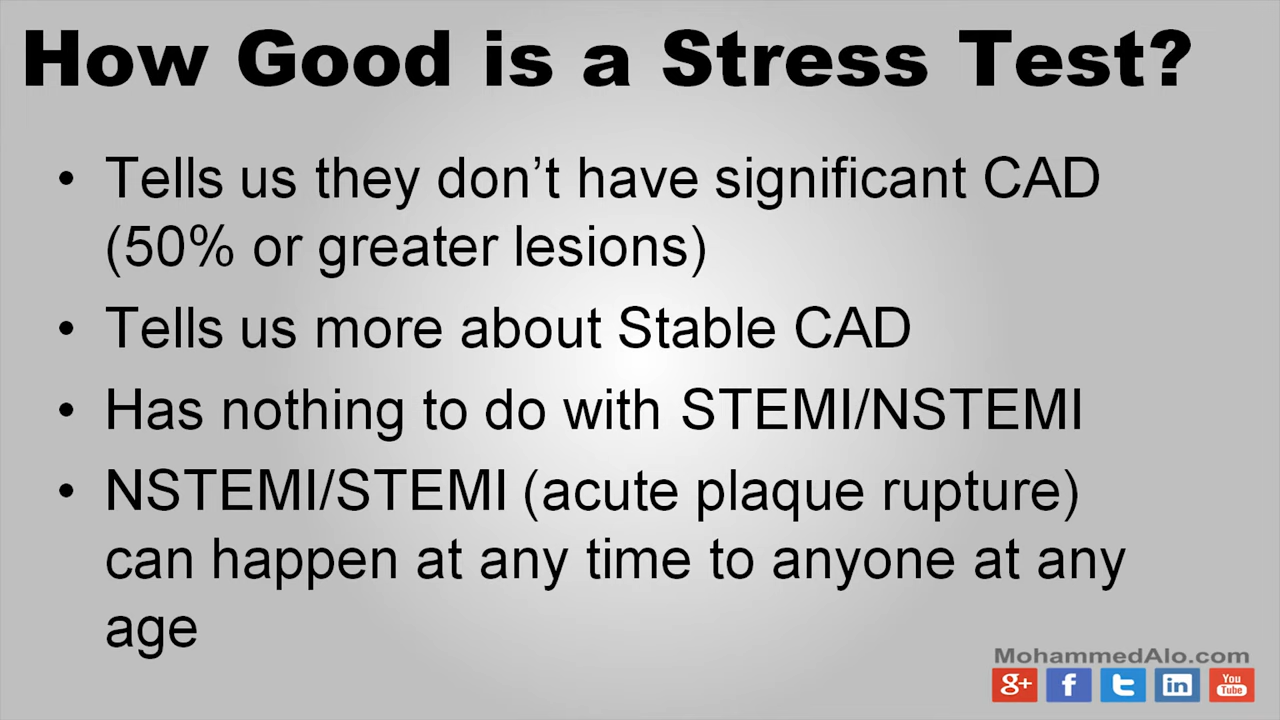 How Good is a Stress Test?
• Tells us they don’t have significant CAD
(50% or greater lesions)
• Tells us more about Stable CAD
• Has nothing to do with STEMI/NSTEMI
• NSTEMI/STEMI (acute plaque rupture)
can happen at any time to anyone at any
age
MohammedAlo.com
g+ f in You Tube